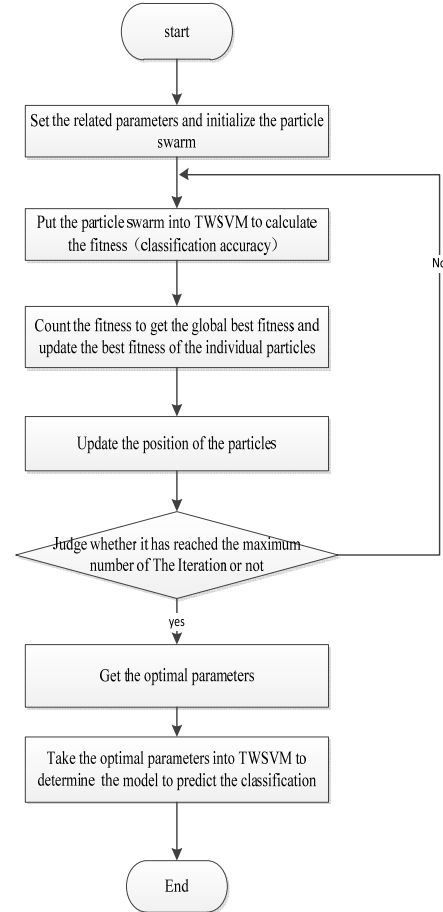 start
Set the related parameters and initialize the particle
swarm
Put the particle swarm into TWSVM to calculate
the fitness（classification accuracy）
No
Count the fitness to get the global best fitness and
update the best fitness of the individual particles
Update the position of the particles
Judge whether it has reached the maximum
number of The Iteration or not
yes
Get the optimal parameters
Take the optimal parameters into TWSVM to
determine the model to predict the classification
End